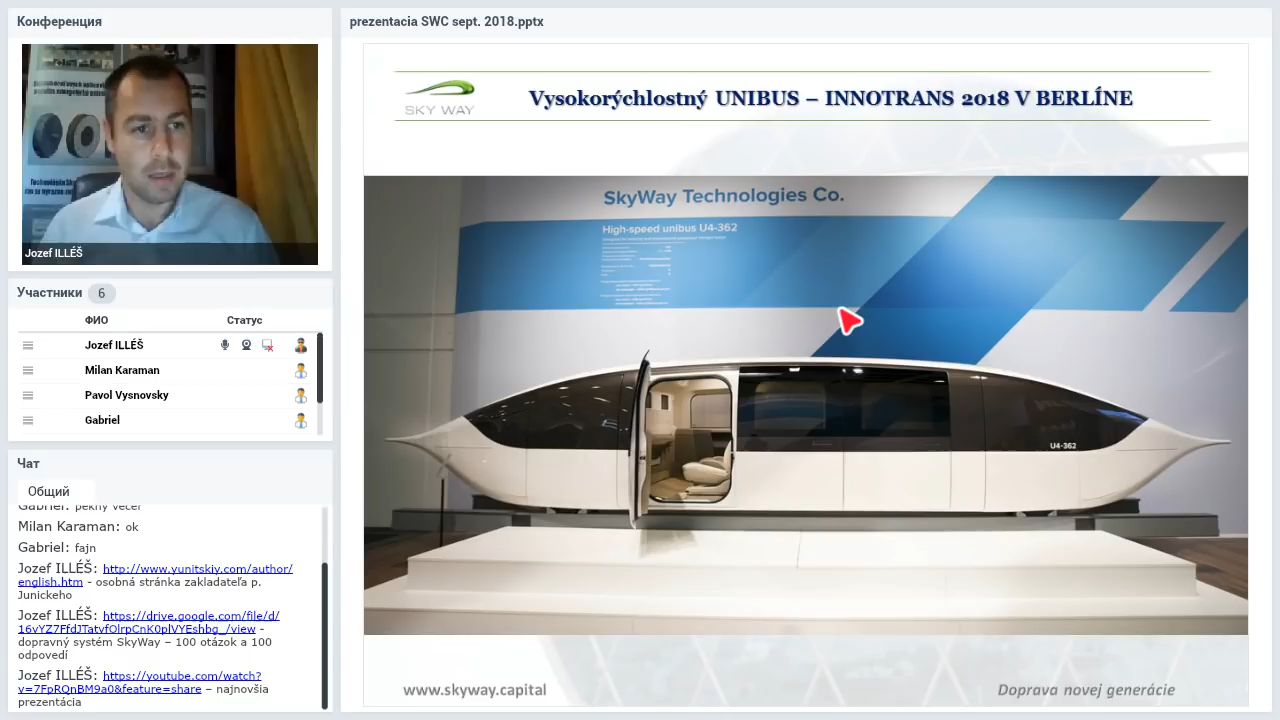 Конференция
Jozef ILLÉŠ
Участники 6
ФИО Статус
Jozef ILLÉŠ
Milan Karaman
Pavol Vysnovsky
Gabriel
Чат
Общий
Gabriel: pekný večer
Milan Karaman: ok
Gabriel: fajn
Jozef ILLÉŠ: http://www.yunitskiy.com/author/
english.htm - osobná stránka zakladateľa p.
Junickeho
Jozef ILLÉŠ: https://drive.google.com/file/d/
16vYZ7FfdJTatvfOlrpCnK0plVYEshbg_/view -
dopravný systém SkyWay – 100 otázok a 100
odpovedí
Jozef ILLÉŠ: https://youtube.com/watch?
v=7FpRQnBM9a0&feature=share – najnovšia
prezentácia
prezentacia SWC sept. 2018.pptx
SKY WAY
Vysokorýchlostný UNIBUS – INNOTRANS 2018 V BERLÍNE
SkyWay Technologies Co.
High-speed unibus U4-362
U4-362
www.skyway.capital
Doprava novej generácie